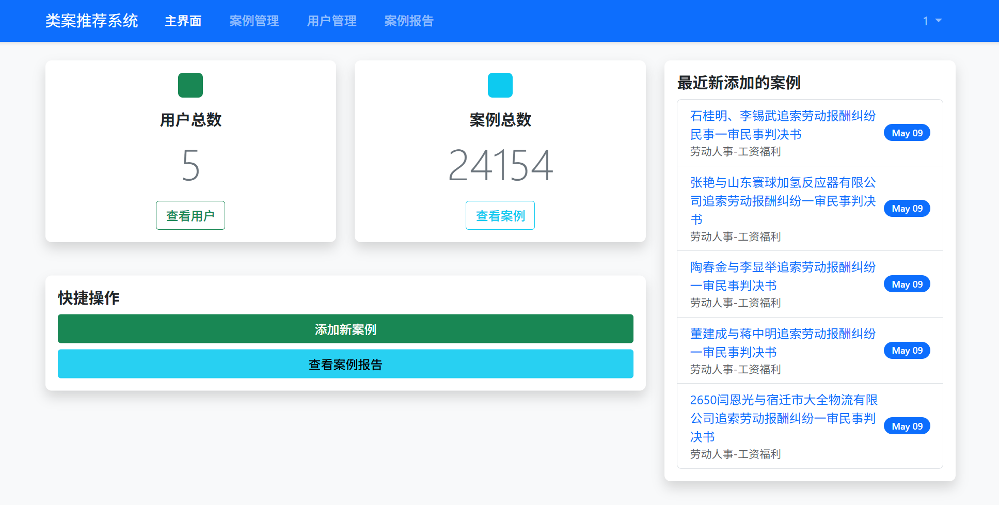 类案推荐系统 主界面 案例管理 用户管理 案例报告 1
用户总数
5
查看用户
案例总数
24154
查看案例
快捷操作
添加新案例
查看案例报告
最近新添加的案例
石桂明、李锡武追索劳动报酬纠纷
民事一审民事判决书
劳动人事-工资福利
May 09
张艳与山东寰球加氢反应器有限公
司追索劳动报酬纠纷一审民事判决
书
劳动人事-工资福利
May 09
陶春金与李显举追索劳动报酬纠纷
一审民事判决书
劳动人事-工资福利
May 09
董建成与蒋中明追索劳动报酬纠纷
一审民事判决书
劳动人事-工资福利
May 09
2650闫恩光与宿迁市大全物流有限
公司追索劳动报酬纠纷一审民事判
决书
劳动人事-工资福利
May 09